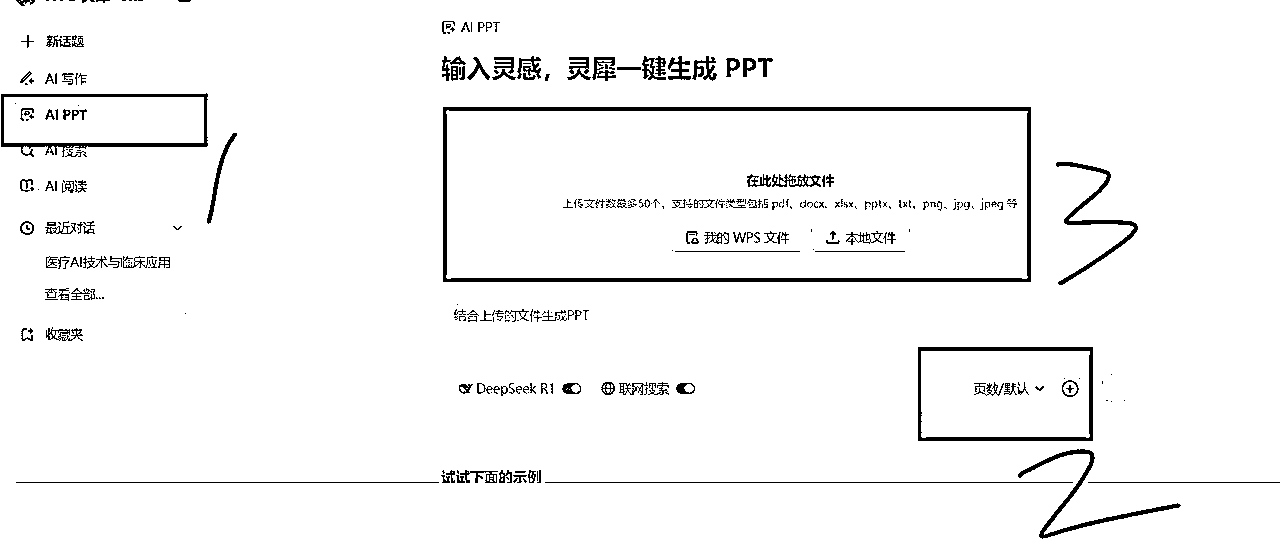 新话题
AI 写作
AI PPT
AI 搜索
AI 阅读
最近对话
医疗AI技术与临床应用
查看全部...
收藏夹
1
AI PPT
输入灵感，灵犀一键生成 PPT
在此处拖放文件
上传文件数最多50个，支持的文件类型包括 pdf、docx、xlsx、pptx、txt、png、jpg、jpeg 等
我的 WPS 文件 本地文件
3
结合上传的文件生成PPT
DeepSeek R1 联网搜索 页数/默认
2
试试下面的示例